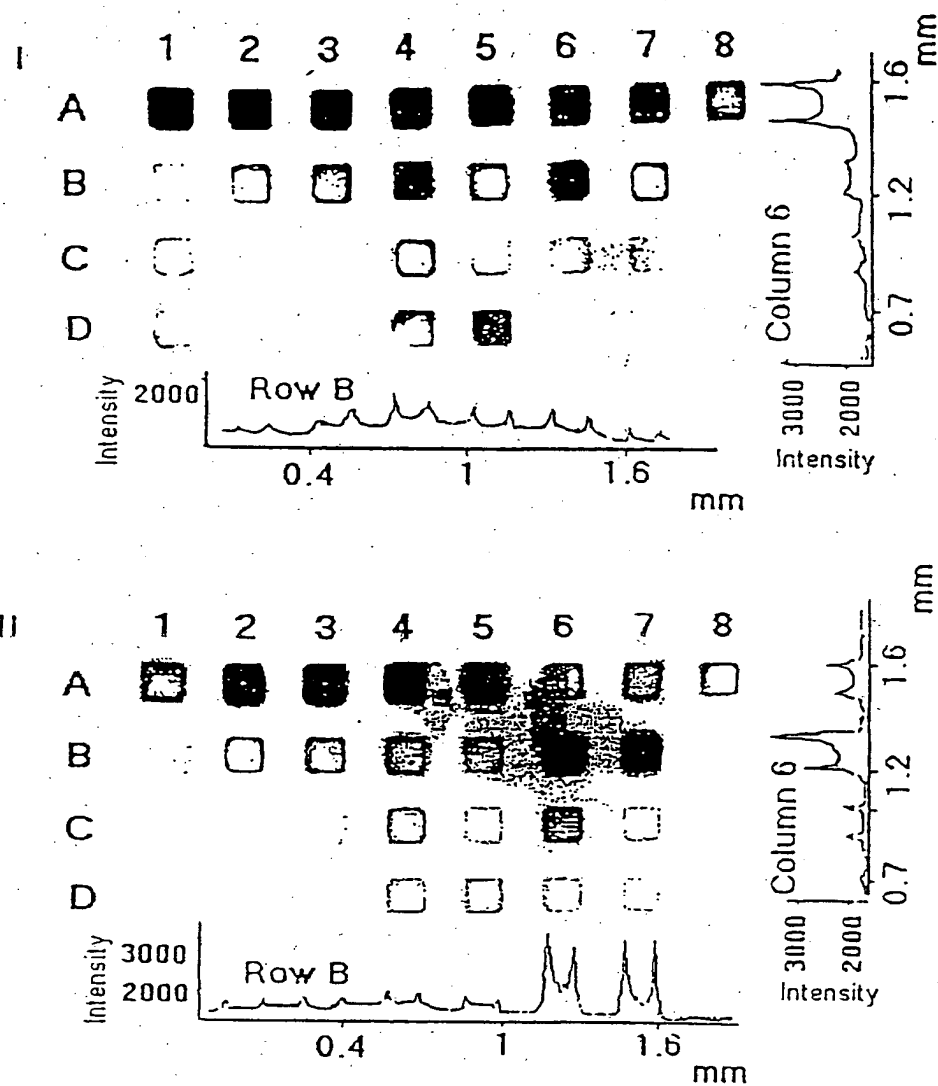 I
1 2 3 4 5 6 7 8
A
B
C
D
mm
1.6
1.2
0.7
Column 6
3000
2000
Intensity
Intensity
2000
Row B
0.4 1 1.6
mm
II
1 2 3 4 5 6 7 8
A
B
C
D
mm
1.6
1.2
0.7
Column 6
3000
2000
Intensity
Intensity
3000
2000
Row B
0.4 1 1.6
mm